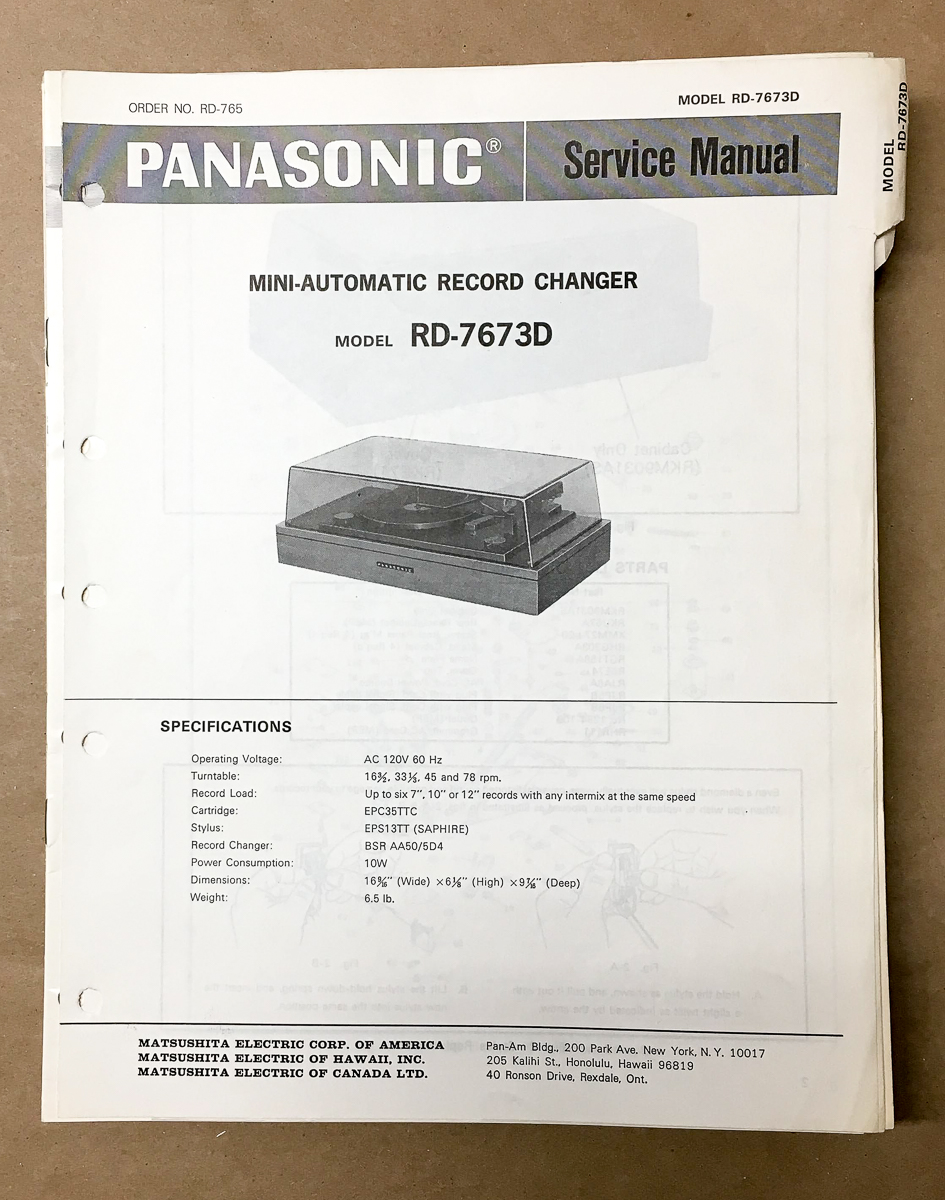 ORDER NO. RD-765
MODEL RD-7673D
MODEL
RD-7673D
PANASONIC®
Service Manual
MINI-AUTOMATIC RECORD CHANGER
MODEL RD-7673D
PANASONIC
SPECIFICATIONS
Operating Voltage: AC 120V 60 Hz
Turntable: 16⅔, 33⅓, 45 and 78 rpm.
Record Load: Up to six 7", 10" or 12" records with any intermix at the same speed
Cartridge: EPC35TTC
Stylus: EPS13TT (SAPHIRE)
Record Changer: BSR AA50/5D4
Power Consumption: 10W
Dimensions: (Wide) (High) (Deep)
Weight: 6.5 lb.
MATSUSHITA ELECTRIC CORP. OF AMERICA Pan-Am Bldg., 200 Park Ave. New York, N.Y. 10017
MATSUSHITA ELECTRIC OF HAWAII, INC. 205 Kalihi St., Honolulu, Hawaii 96819
MATSUSHITA ELECTRIC OF CANADA LTD. 40 Ronson Drive, Rexdale, Ont.